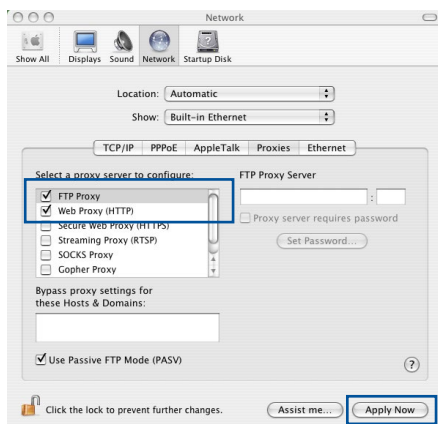 Network
Show All Displays Sound Network Startup Disk
Location: Automatic
Show: Built-in Ethernet
TCP/IP PPPoE AppleTalk Proxies Ethernet
Select a proxy server to configure: FTP Proxy Server
FTP Proxy
:
Web Proxy (HTTP)
Proxy server requires password
Secure Web Proxy (HTTPS)
Streaming Proxy (RTSP)
Set Password...
SOCKS Proxy
Gopher Proxy
Bypass proxy settings for
these Hosts & Domains:
Use Passive FTP Mode (PASV)
?
Click the lock to prevent further changes. Assist me... Apply Now